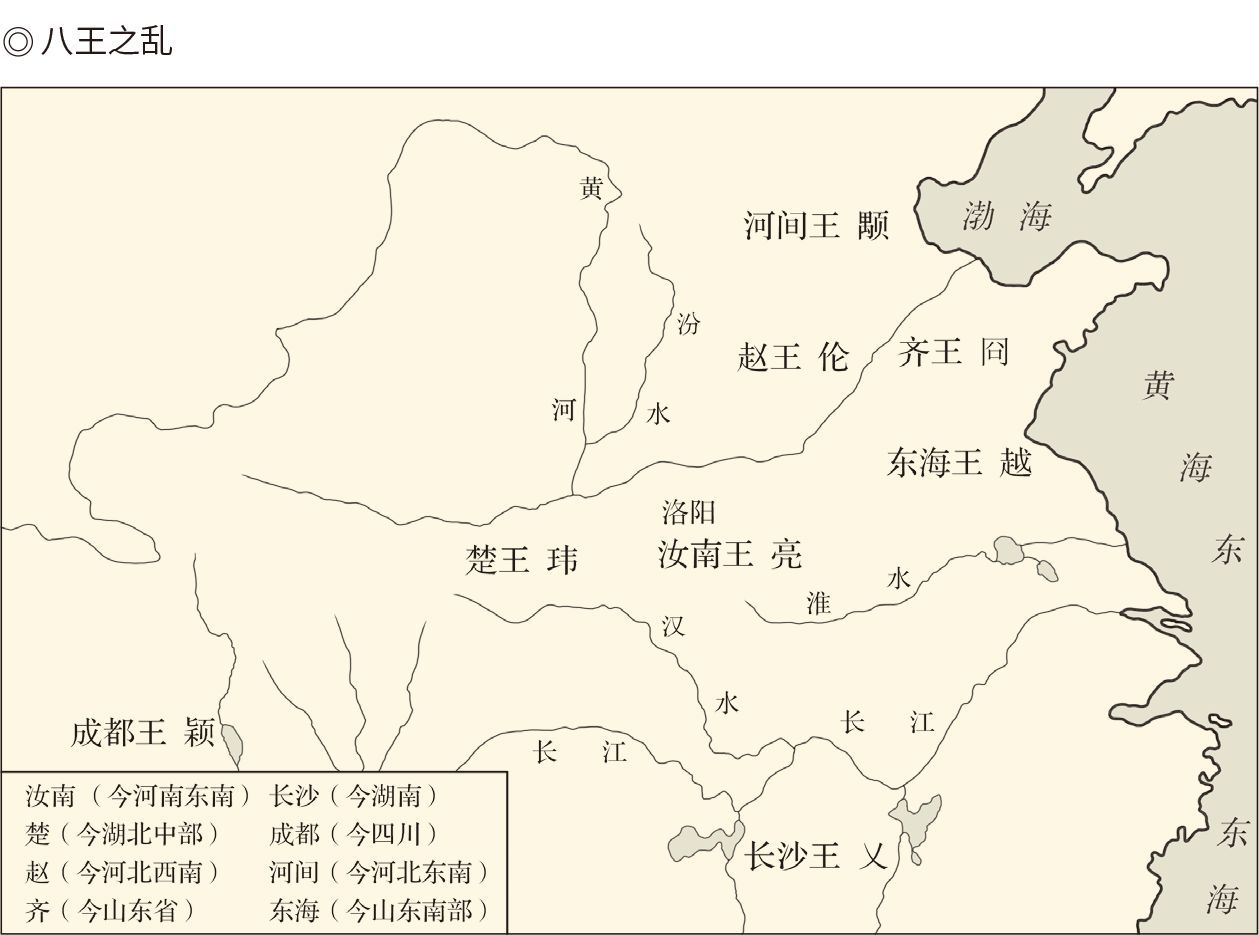 ◎ 八王之乱
黄
渤 海
河间王 颙
汾
赵王 伦
齐王 冏
黄
河
水
东海王 越
海
洛阳
楚王 玮
汝南王 亮
东
水
淮
汉
水
长 江
成都王 颖
长 江
汝南（今河南东南） 长沙（今湖南）
楚（今湖北中部） 成都（今四川）
东
长沙王 乂
赵（今河北西南） 河间（今河北东南）
海
齐（今山东省） 东海（今山东南部）